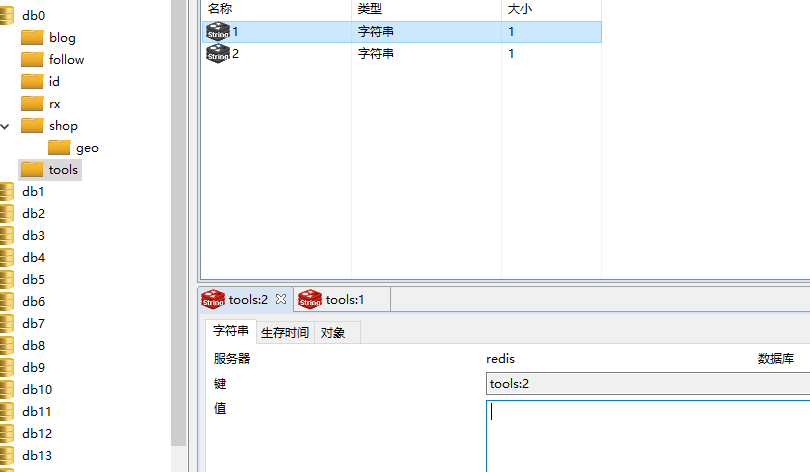 db0
blog
follow
id
rx
shop
geo
tools
db1
db2
db3
db4
db5
db6
db7
db8
db9
db10
db11
db12
db13
名称 类型 大小
String 1 字符串 1
String 2 字符串 1
String tools:2 String tools:1
字符串 生存时间 对象
服务器 redis 数据库
键 tools:2
值